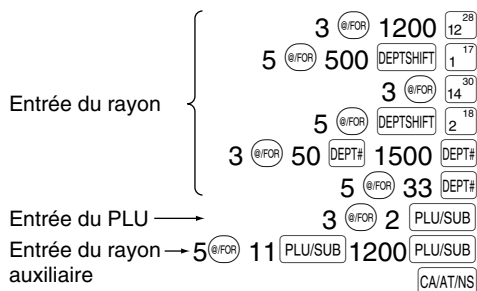 3 @/FOR 1200 12 28
5 @/FOR 500 DEPTSHIFT 1 17
3 @/FOR 14 30
Entrée du rayon
5 @/FOR DEPTSHIFT 2 18
3 @/FOR 50 DEPT# 1500 DEPT#
5 @/FOR 33 DEPT#
Entrée du PLU 3 @/FOR 2 PLU/SUB
Entrée du rayon 5 @/FOR 11 PLU/SUB 1200 PLU/SUB
auxiliaire
CA/AT/NS